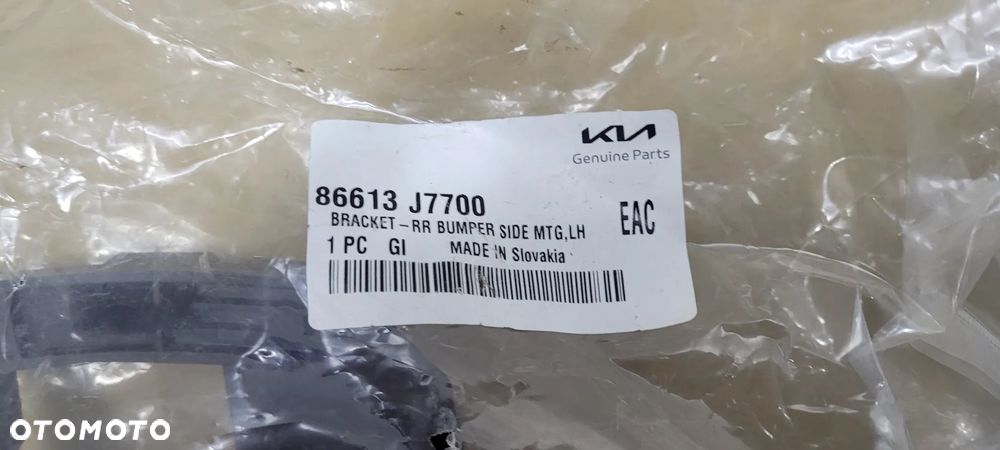 KIA
Genuine Parts
86613 J7700
BRACKET-RR BUMPER SIDE MTG,LH
EAC
1 PC GI MADE IN Slovakia
OTOMOTO